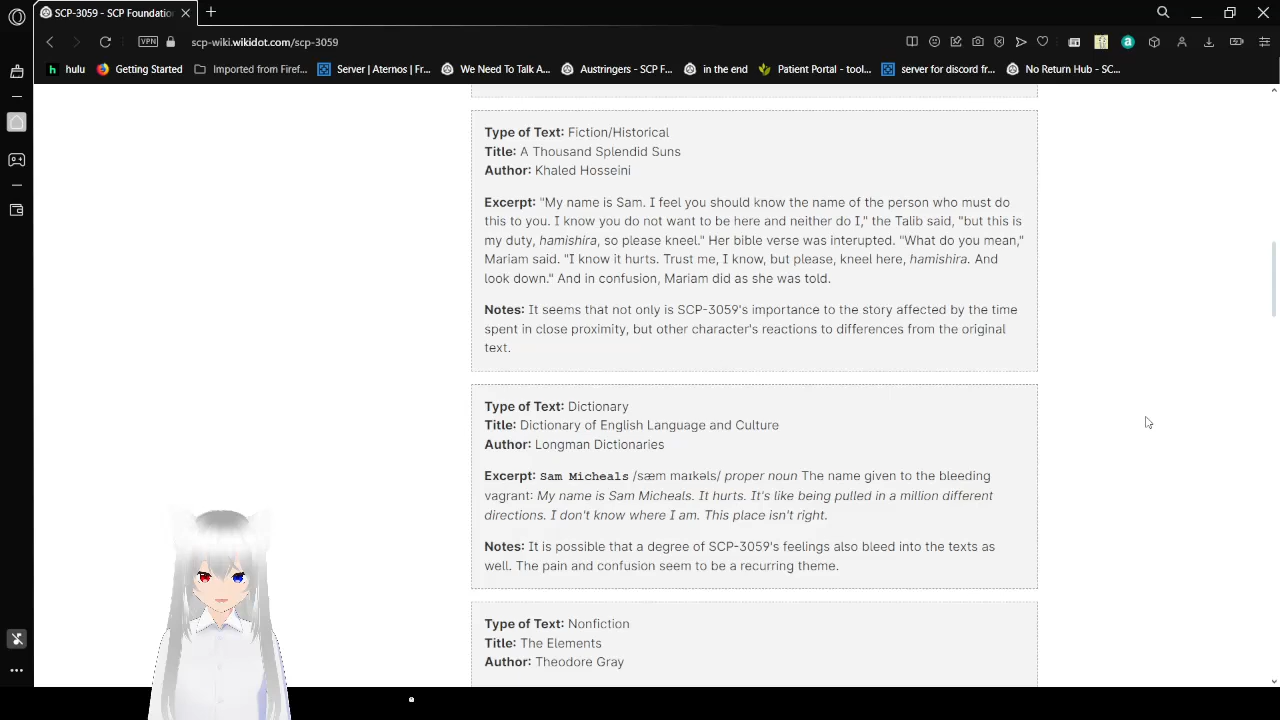 SCP-3059 - SCP Foundatio
scp-wiki.wikidot.com/scp-3059
VPN
hulu
Getting Started
Imported from Firef...
Server | Aternos | Fr...
We Need To Talk A...
Austringers - SCP F...
in the end
Patient Portal - tool...
server for discord fr...
No Return Hub - SC...
Type of Text: Fiction/Historical
Title: A Thousand Splendid Suns
Author: Khaled Hosseini
Excerpt: "My name is Sam. I feel you should know the name of the person who must do
this to you. I know you do not want to be here and neither do I," the Talib said, "but this is
my duty, hamishira, so please kneel." Her bible verse was interupted. "What do you mean,"
Mariam said. "I know it hurts. Trust me, I know, but please, kneel here, hamishira. And
look down." And in confusion, Mariam did as she was told.
Notes: It seems that not only is SCP-3059's importance to the story affected by the time
spent in close proximity, but other character's reactions to differences from the original
text.
Type of Text: Dictionary
Title: Dictionary of English Language and Culture
Author: Longman Dictionaries
Excerpt: Sam Micheals /sæm maɪkəls/ proper noun The name given to the bleeding
vagrant: My name is Sam Micheals. It hurts. It's like being pulled in a million different
directions. I don't know where I am. This place isn't right.
Notes: It is possible that a degree of SCP-3059's feelings also bleed into the texts as
well. The pain and confusion seem to be a recurring theme.
Type of Text: Nonfiction
Title: The Elements
Author: Theodore Gray